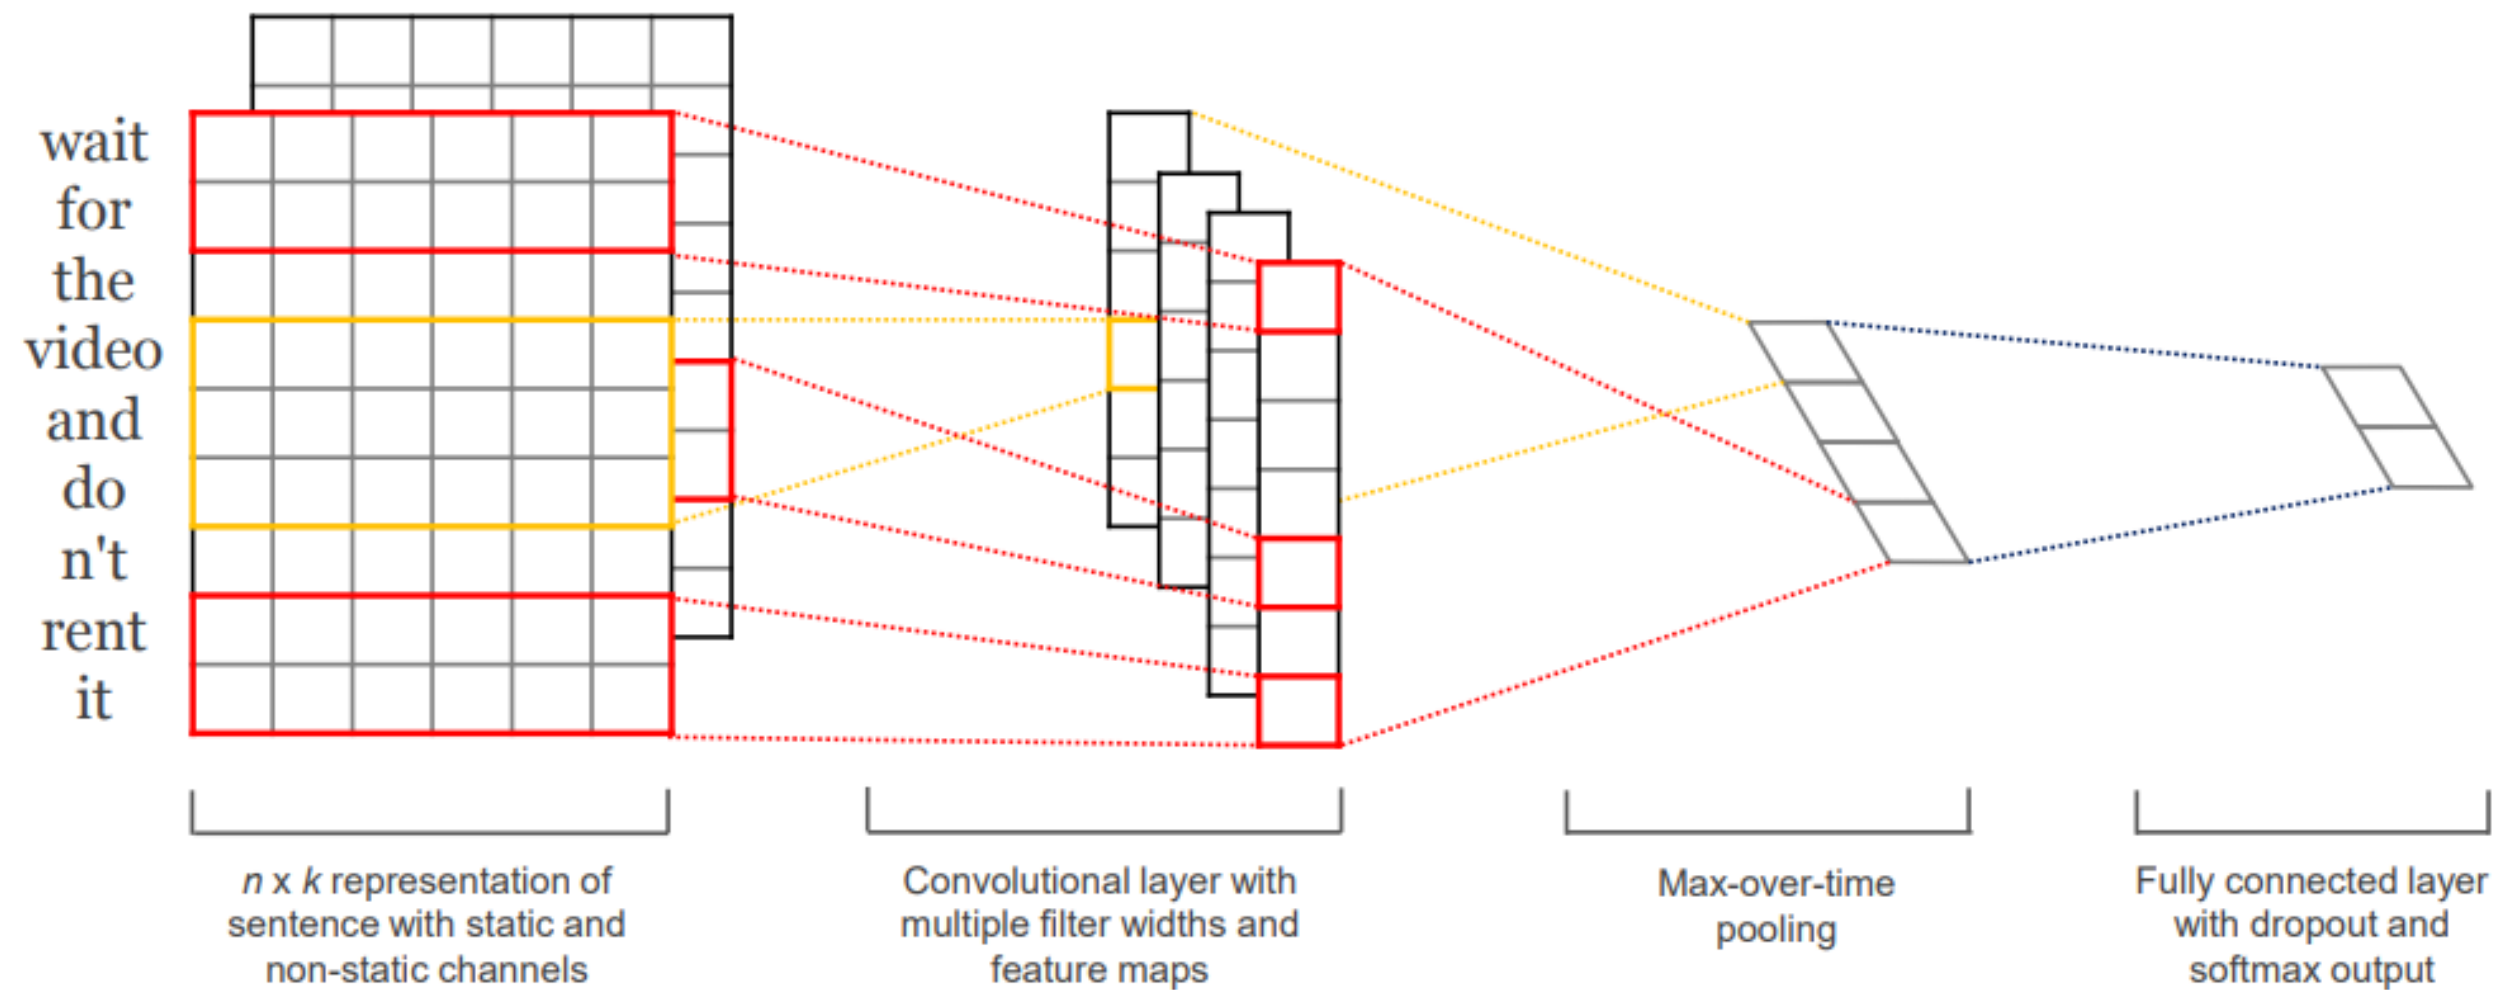 wait
for
the
video
and
do
n't
rent
it
n x k representation of
sentence with static and
non-static channels
Convolutional layer with
multiple filter widths and
feature maps
Max-over-time
pooling
Fully connected layer
with dropout and
softmax output